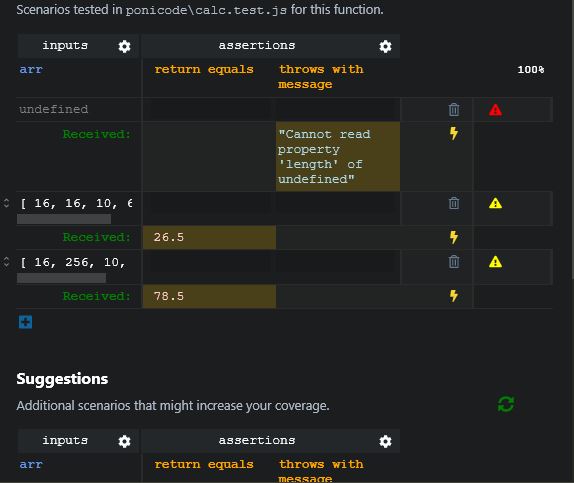 Scenarios tested in ponicode\calc.test.js for this function.
inputs assertions
arr return equals throws with message 100%
undefined
Received: "Cannot read property 'length' of undefined"
[ 16, 16, 10, 6
Received: 26.5
[ 16, 256, 10,
Received: 78.5
Suggestions
Additional scenarios that might increase your coverage.
inputs assertions
arr return equals throws with message